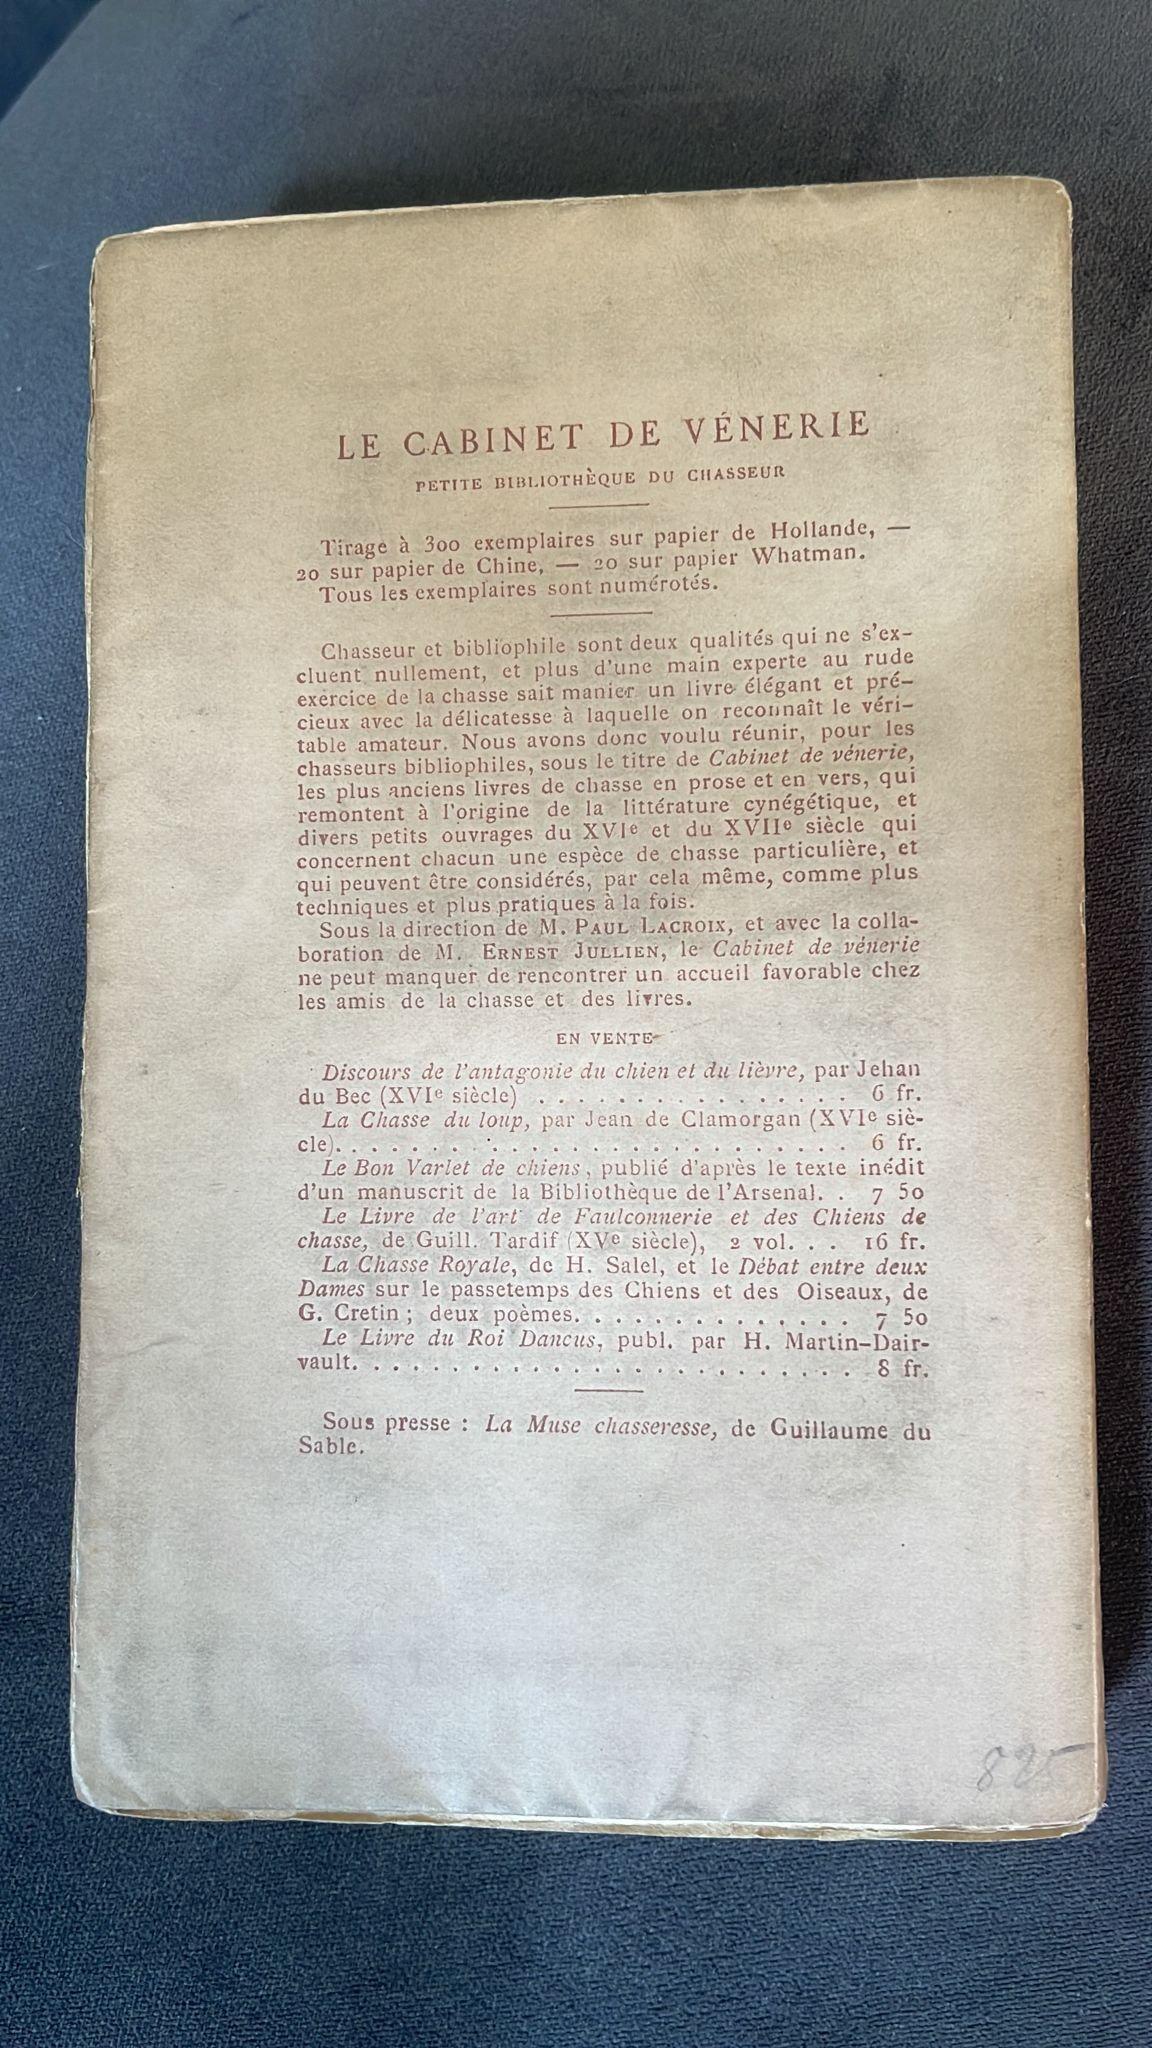 LE CABINET DE VÉNERIE
PETITE BIBLIOTHÈQUE DU CHASSEUR
Tirage à 300 exemplaires sur papier de Hollande, —
20 sur papier de Chine, — 20 sur papier Whatman.
Tous les exemplaires sont numérotés.
Chasseur et bibliophile sont deux qualités qui ne s'ex-
cluent nullement, et plus d'une main experte au rude
exercice de la chasse sait manier un livre élégant et pré-
cieux avec la délicatesse à laquelle on reconnaît le véri-
table amateur. Nous avons donc voulu réunir, pour les
chasseurs bibliophiles, sous le titre de Cabinet de vénerie,
les plus anciens livres de chasse en prose et en vers, qui
remontent à l'origine de la littérature cynégétique, et
divers petits ouvrages du XVIe et du XVIIe siècle qui
concernent chacun une espèce de chasse particulière, et
qui peuvent être considérés, par cela même, comme plus
techniques et plus pratiques à la fois.
Sous la direction de M. PAUL LACROIX, et avec la colla-
boration de M. ERNEST JULLIEN, le Cabinet de vénerie
ne peut manquer de rencontrer un accueil favorable chez
les amis de la chasse et des livres.
EN VENTE
Discours de l'antagonie du chien et du lièvre, par Jehan
du Bec (XVIe siècle) . . . . . . . . . . . . . . . . 6 fr.
La Chasse du loup, par Jean de Clamorgan (XVIe siè-
cle). . . . . . . . . . . . . . . . . . . . . . . . . . 6 fr.
Le Bon Varlet de chiens, publié d'après le texte inédit
d'un manuscrit de la Bibliothèque de l'Arsenal. . 7 50
Le Livre de l'art de Faulconnerie et des Chiens de
chasse, de Guill. Tardif (XVe siècle), 2 vol. . . 16 fr.
La Chasse Royale, de H. Salel, et le Débat entre deux
Dames sur le passetemps des Chiens et des Oiseaux, de
G. Cretin ; deux poèmes. . . . . . . . . . . . . . 7 50
Le Livre du Roi Dancus, publ. par H. Martin-Dair-
vault. . . . . . . . . . . . . . . . . . . . . . . . . 8 fr.
Sous presse : La Muse chasseresse, de Guillaume du
Sable.
825